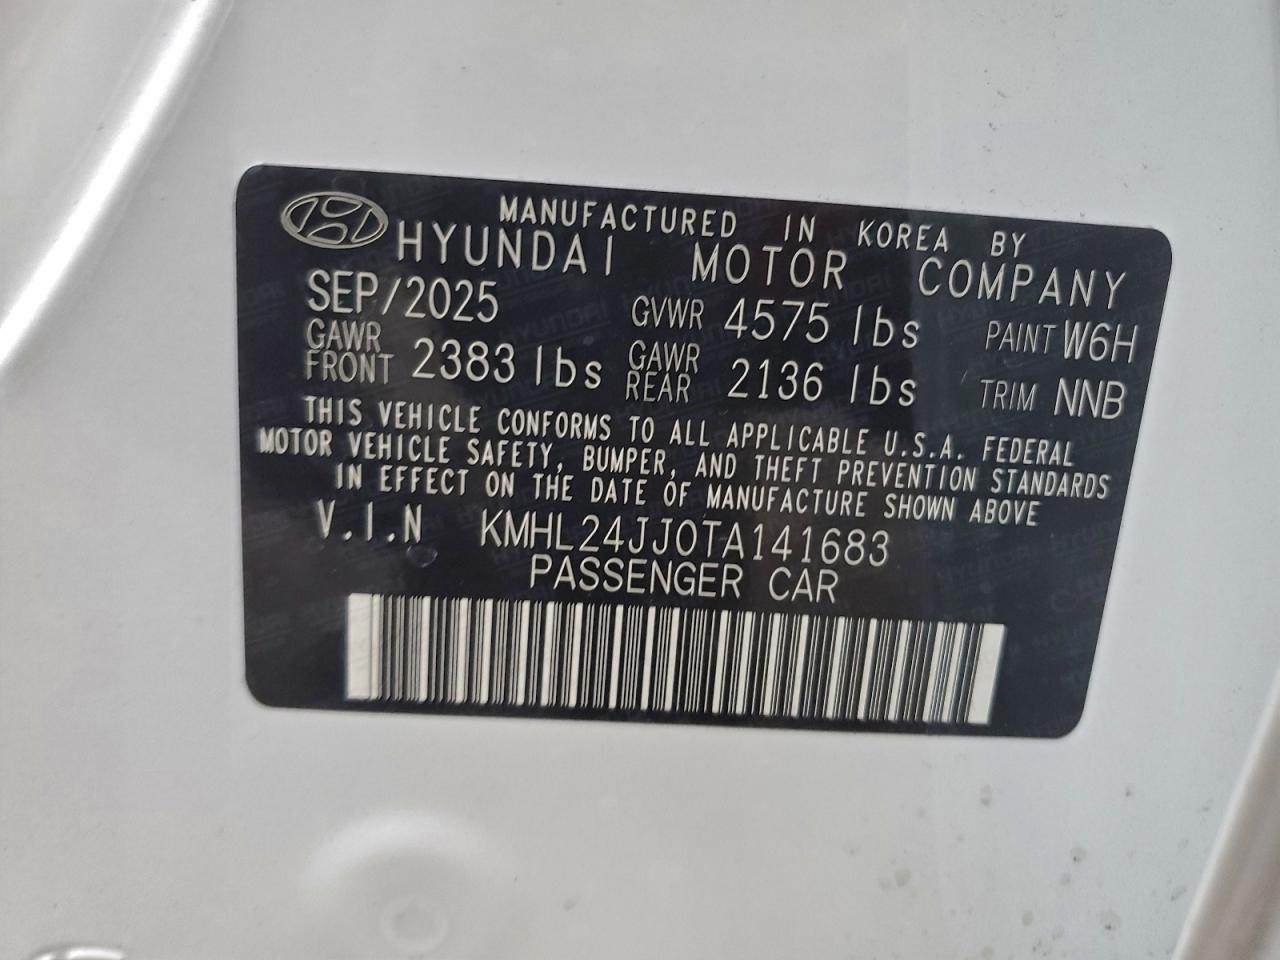 MANUFACTURED IN KOREA BY
HYUNDAI MOTOR COMPANY
SEP/2025 GVWR 4575 lbs PAINT W6H
GAWR FRONT 2383 lbs GAWR REAR 2136 lbs TRIM NNB
THIS VEHICLE CONFORMS TO ALL APPLICABLE U.S.A. FEDERAL
MOTOR VEHICLE SAFETY, BUMPER, AND THEFT PREVENTION STANDARDS
IN EFFECT ON THE DATE OF MANUFACTURE SHOWN ABOVE
V.I.N KMHL24JJ0TA141683
PASSENGER CAR